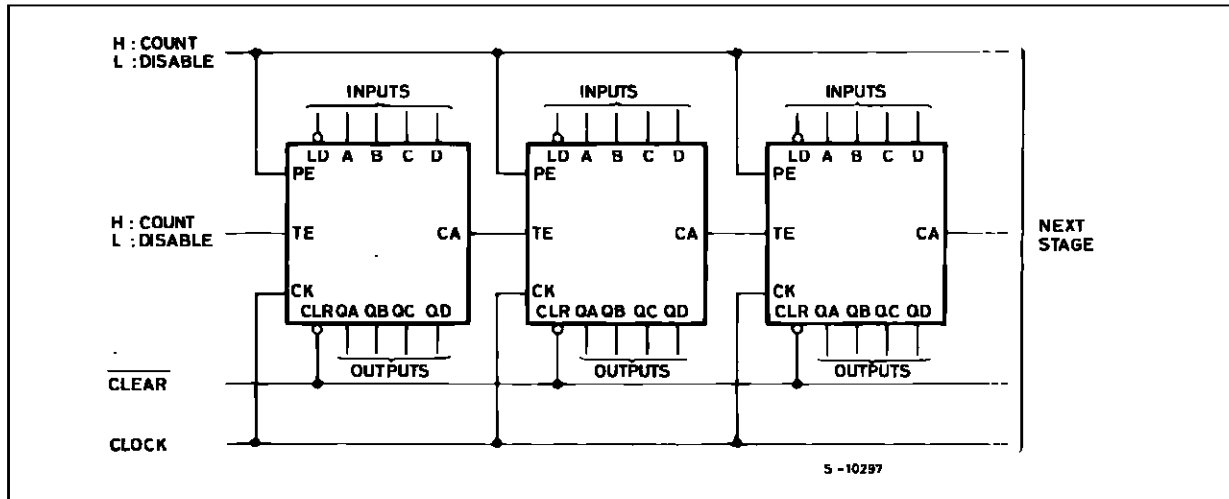 H : COUNT
L : DISABLE
INPUTS INPUTS INPUTS
LD A B C D LD A B C D LD A B C D
PE PE PE
H : COUNT
L : DISABLE
TE CA TE CA TE CA
NEXT
STAGE
CK CK CK
CLR QA QB QC QD CLR QA QB QC QD CLR QA QB QC QD
OUTPUTS OUTPUTS OUTPUTS
CLEAR
CLOCK
S-10297